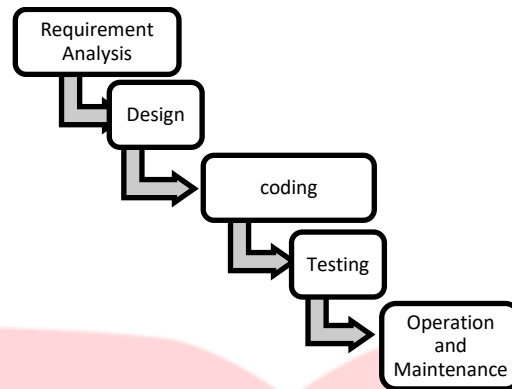 Requirement
Analysis
Design
coding
Testing
Operation
and
Maintenance